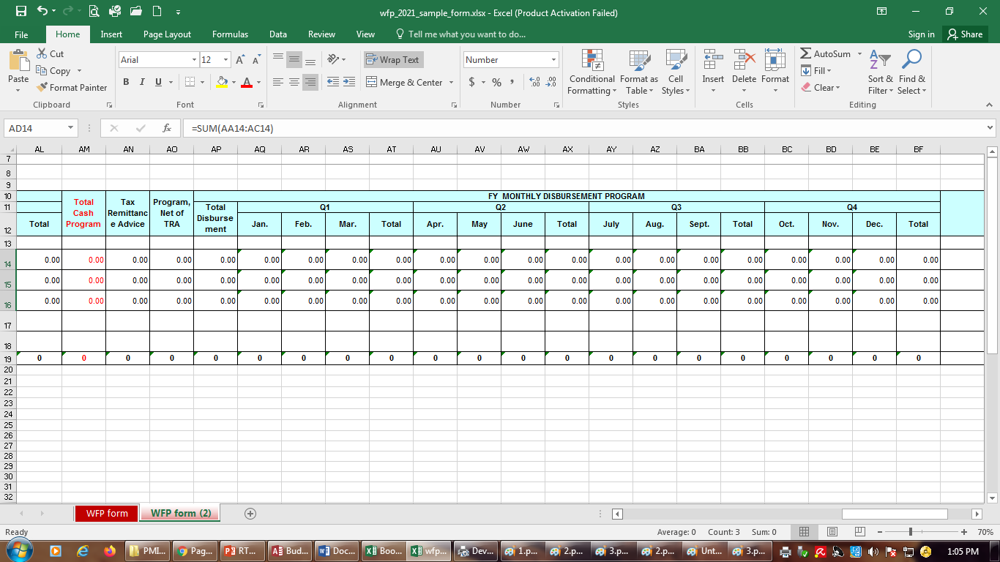 wfp_2021_sample_form.xlsx - Excel (Product Activation Failed)
File Home Insert Page Layout Formulas Data Review View Tell me what you want to do... Sign in Share
Paste Cut Copy Format Painter
Clipboard
Arial 12 A A
B I U A
Font
Wrap Text
Merge & Center
Alignment
Number
$ % , .00 .00
Number
Conditional Formatting Format as Table Cell Styles
Styles
Insert Delete Format
Cells
AutoSum Fill Clear Sort & Filter Find & Select
Editing
AD14 fx =SUM(AA14:AC14)
AL AM AN AO AP AQ AR AS AT AU AV AW AX AY AZ BA BB BC BD BE BF
7
8
9
10 FY MONTHLY DISBURSEMENT PROGRAM
11 Q1 Q2 Q3 Q4
12 Total Total Cash Program Tax Remittance Advice Program, Net of TRA Total Disbursement Jan. Feb. Mar. Total Apr. May June Total July Aug. Sept. Total Oct. Nov. Dec. Total
13
14 0.00 0.00 0.00 0.00 0.00 0.00 0.00 0.00 0.00 0.00 0.00 0.00 0.00 0.00 0.00 0.00 0.00 0.00 0.00 0.00 0.00
15 0.00 0.00 0.00 0.00 0.00 0.00 0.00 0.00 0.00 0.00 0.00 0.00 0.00 0.00 0.00 0.00 0.00 0.00 0.00 0.00 0.00
16 0.00 0.00 0.00 0.00 0.00 0.00 0.00 0.00 0.00 0.00 0.00 0.00 0.00 0.00 0.00 0.00 0.00 0.00 0.00 0.00 0.00
17
18
19 0 0 0 0 0 0 0 0 0 0 0 0 0 0 0 0 0 0 0 0 0
20
21
22
23
24
25
26
27
28
29
30
31
32
WFP form WFP form (2)
Ready Average: 0 Count: 3 Sum: 0 70%
PMI... Pag... RT... Bud... Doc... Boo... wfp... Dev... 1.p... 2.p... 3.p... 2.p... Unt... 3.p... 1:05 PM